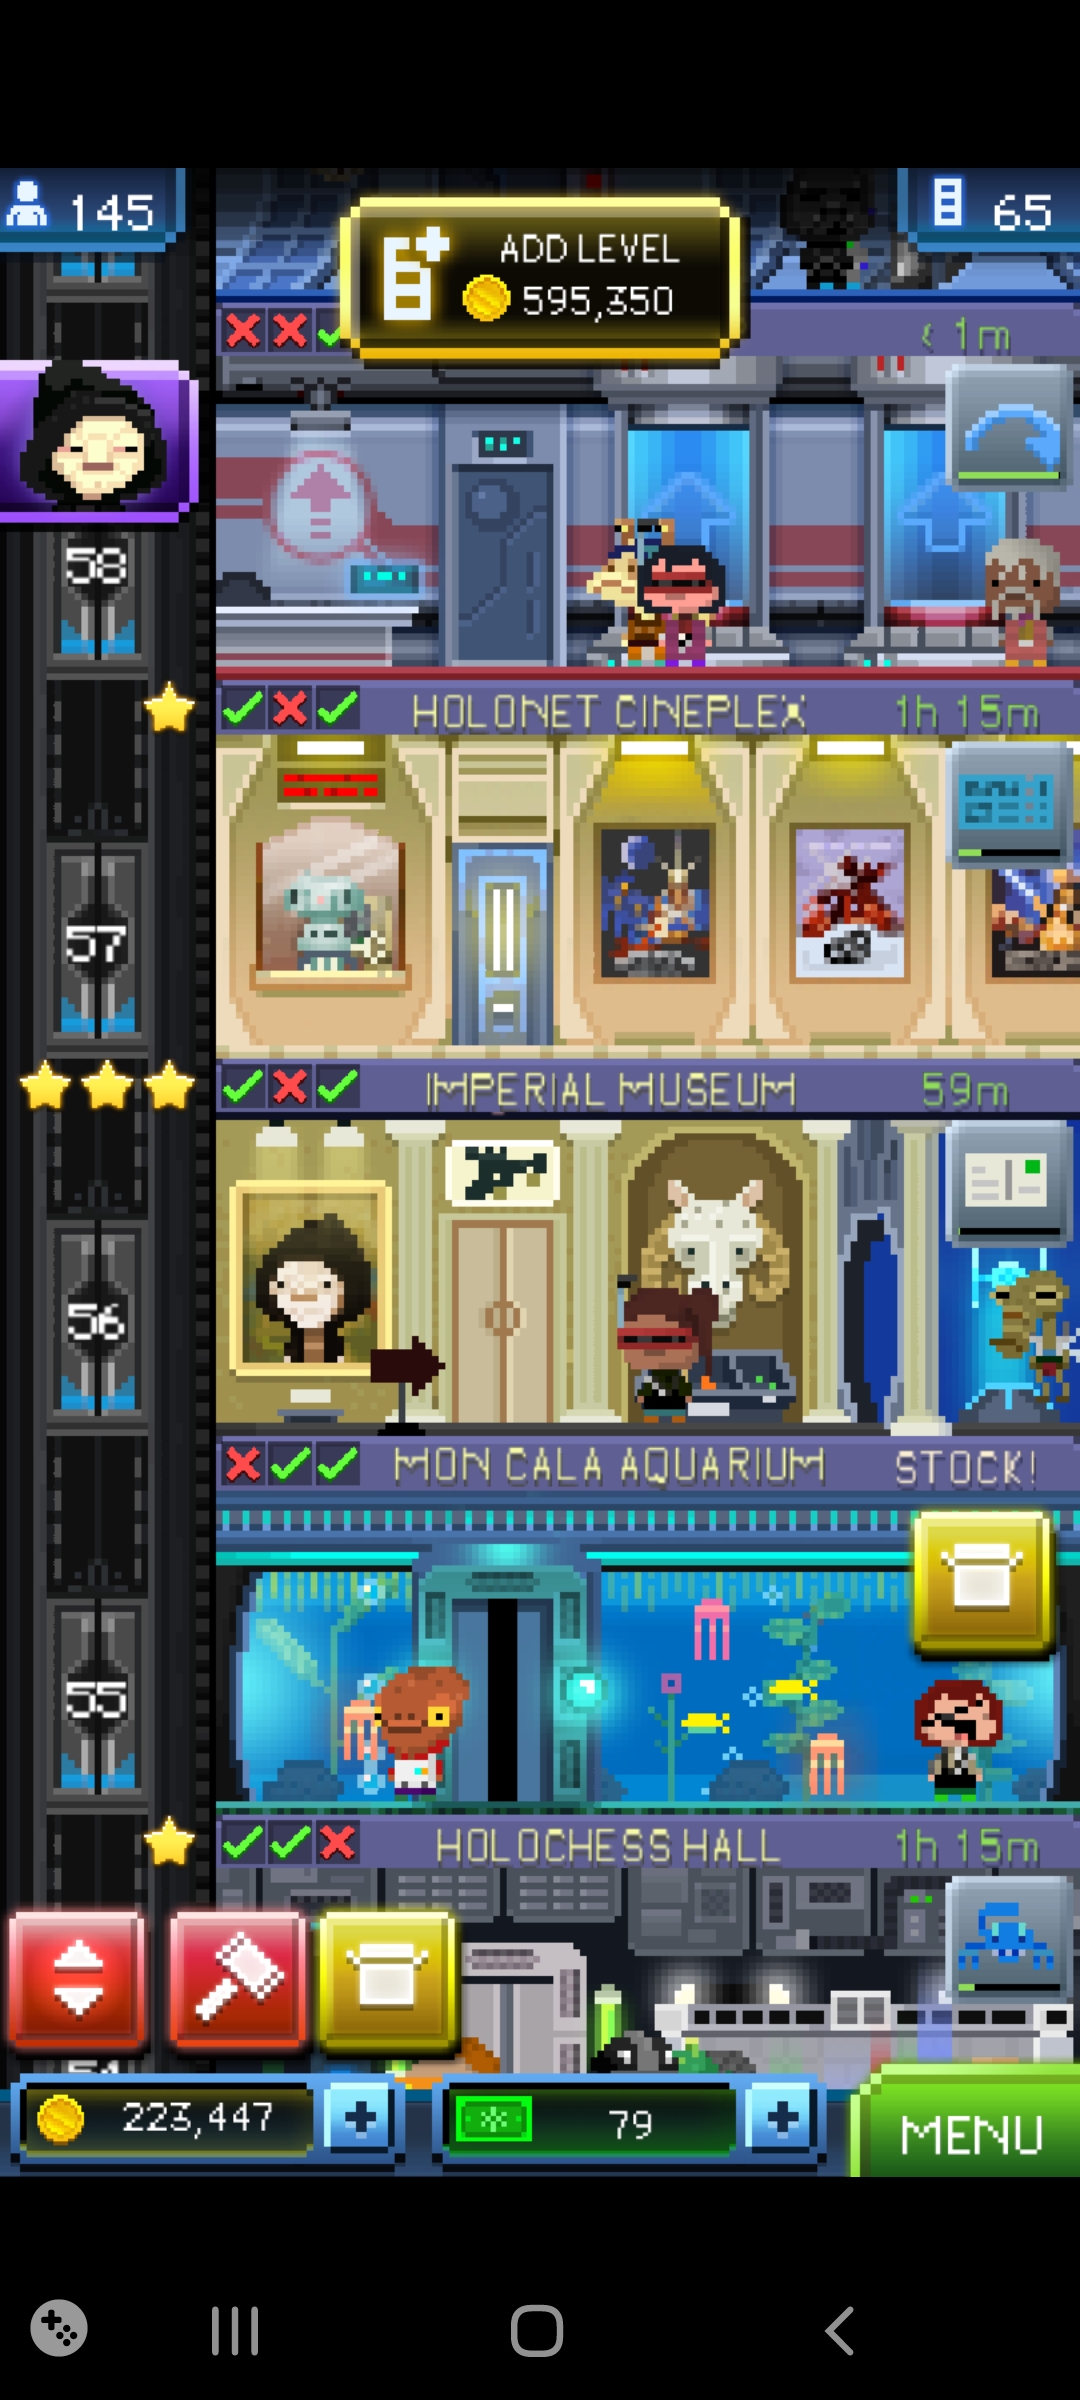 145
65
ADD LEVEL
595,350
< 1m
58
HOLONET CINEPLEX 1h 15m
57
IMPERIAL MUSEUM 59m
56
MON CALA AQUARIUM STOCK!
55
HOLOCHESS HALL 1h 15m
54
223,447
79
MENU